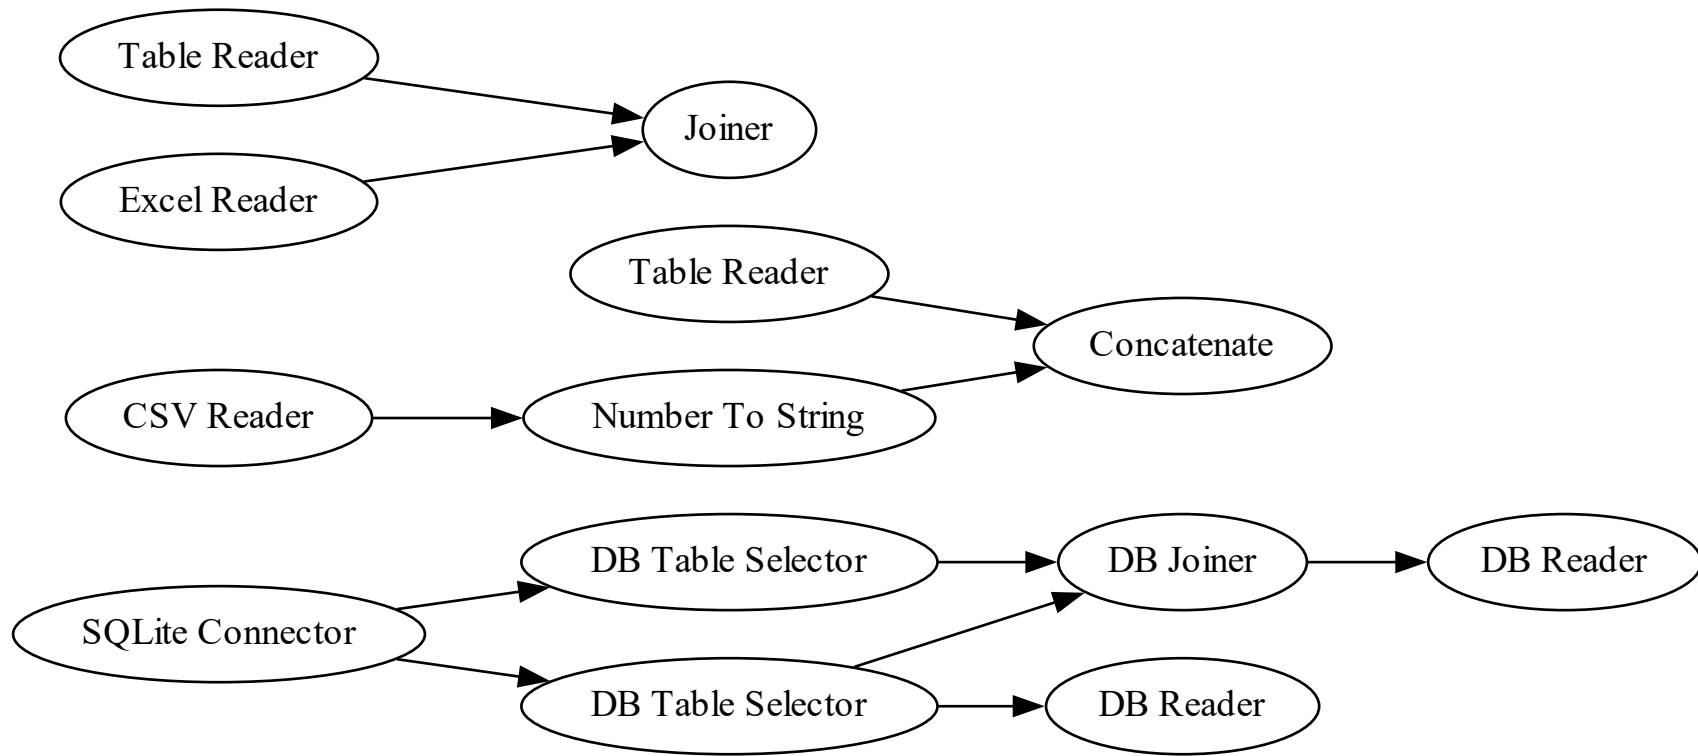 Table Reader
Joiner
Excel Reader
Table Reader
Concatenate
CSV Reader
Number To String
DB Table Selector
DB Joiner
DB Reader
SQLite Connector
DB Table Selector
DB Reader